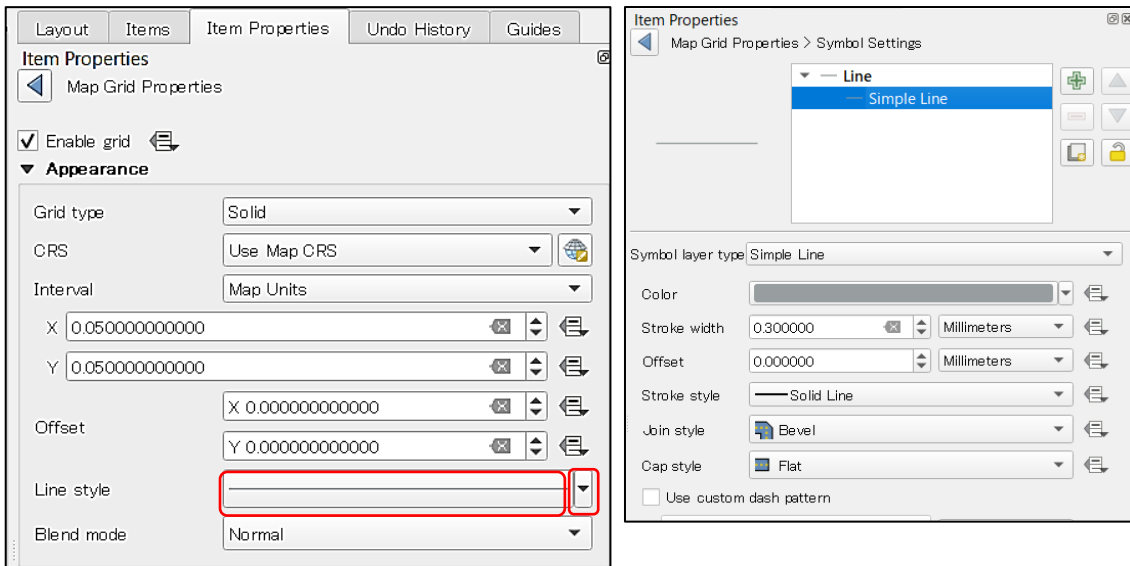 Layout Items Item Properties Undo History Guides
Item Properties
Map Grid Properties
Enable grid
Appearance
Grid type Solid
CRS Use Map CRS
Interval Map Units
X 0.050000000000
Y 0.050000000000
Offset
X 0.000000000000
Y 0.000000000000
Line style
Blend mode Normal
Item Properties
Map Grid Properties > Symbol Settings
Line
Simple Line
Symbol layer type Simple Line
Color
Stroke width 0.300000 Millimeters
Offset 0.000000 Millimeters
Stroke style Solid Line
Join style Bevel
Cap style Flat
Use custom dash pattern